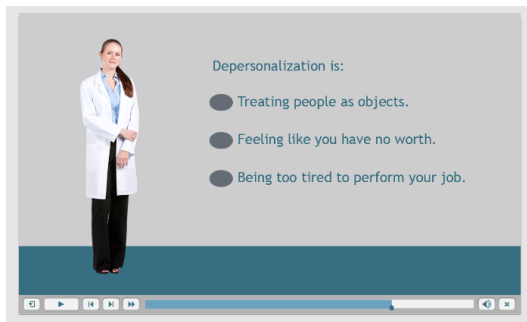 Depersonalization is:
Treating people as objects.
Feeling like you have no worth.
Being too tired to perform your job.